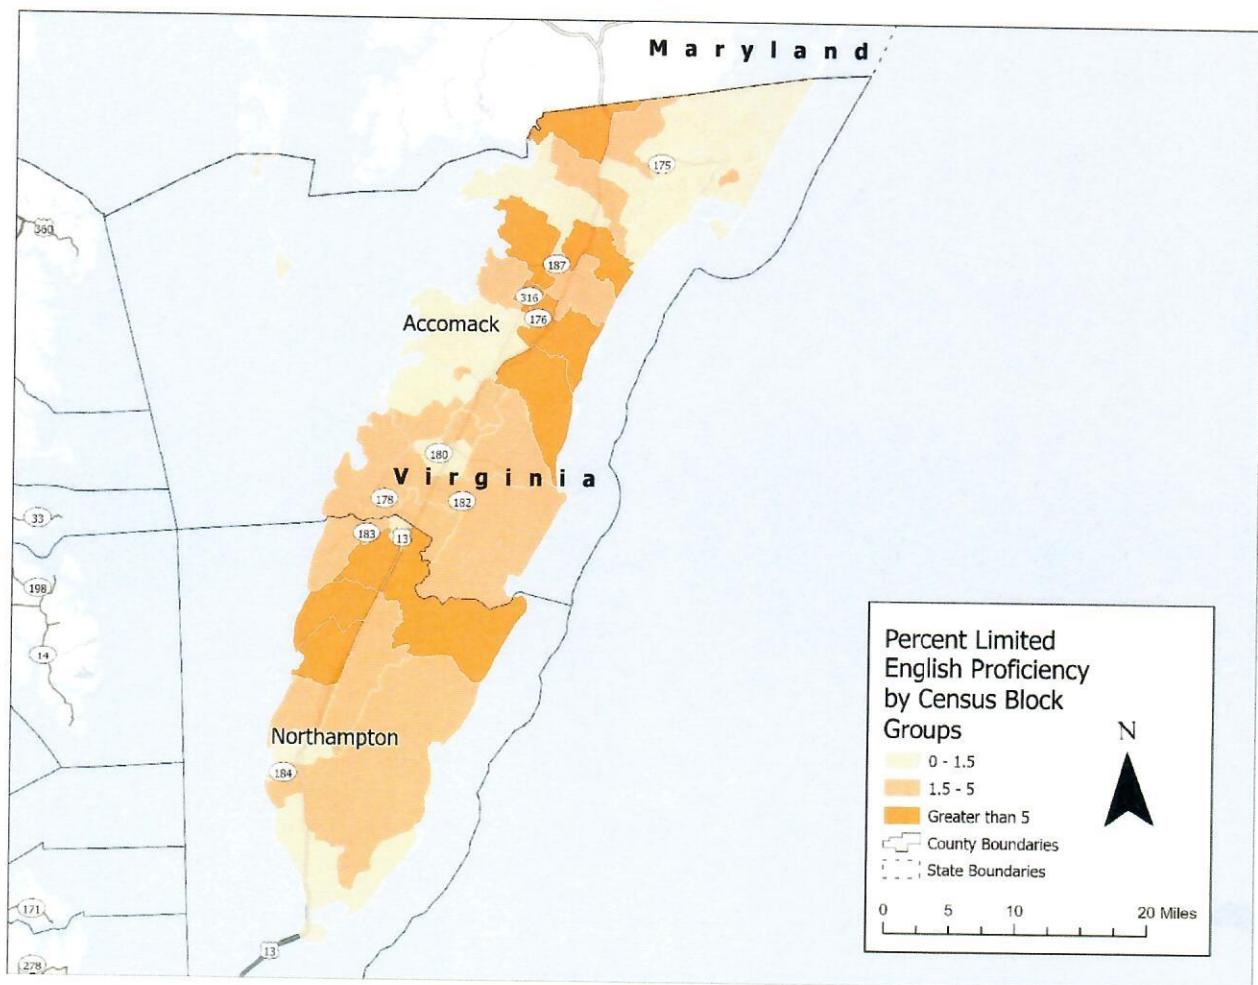 Maryland
175
360
187
316
176
Accomack
180
Virginia
178
182
33
183
13
198
14
Northampton
184
171
13
278
Percent Limited
English Proficiency
by Census Block
Groups
0 - 1.5
1.5 - 5
Greater than 5
County Boundaries
State Boundaries
N
0 5 10 20 Miles